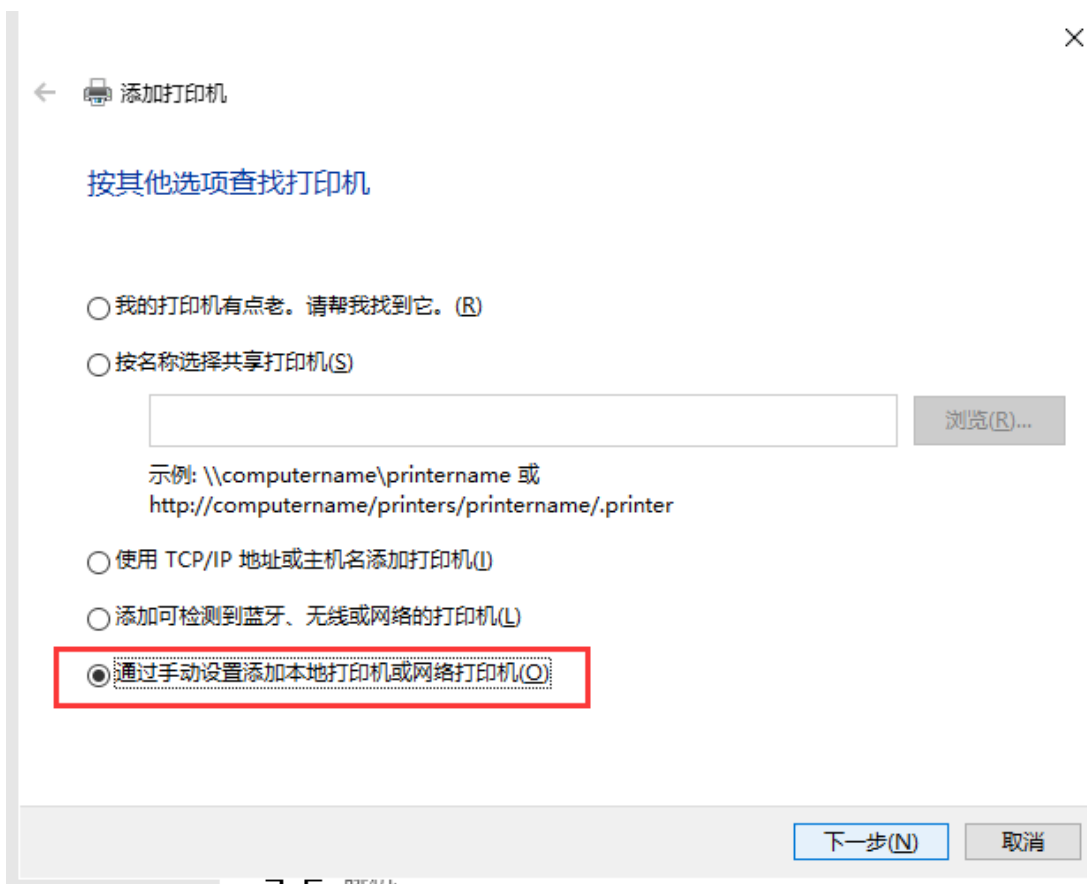 添加打印机
按其他选项查找打印机
我的打印机有点老。请帮我找到它。(R)
按名称选择共享打印机(S)
浏览(R)...
示例: \\computername\printername 或
http://computername/printers/printername/.printer
使用 TCP/IP 地址或主机名添加打印机(I)
添加可检测到蓝牙、无线或网络的打印机(L)
通过手动设置添加本地打印机或网络打印机(O)
下一步(N)
取消